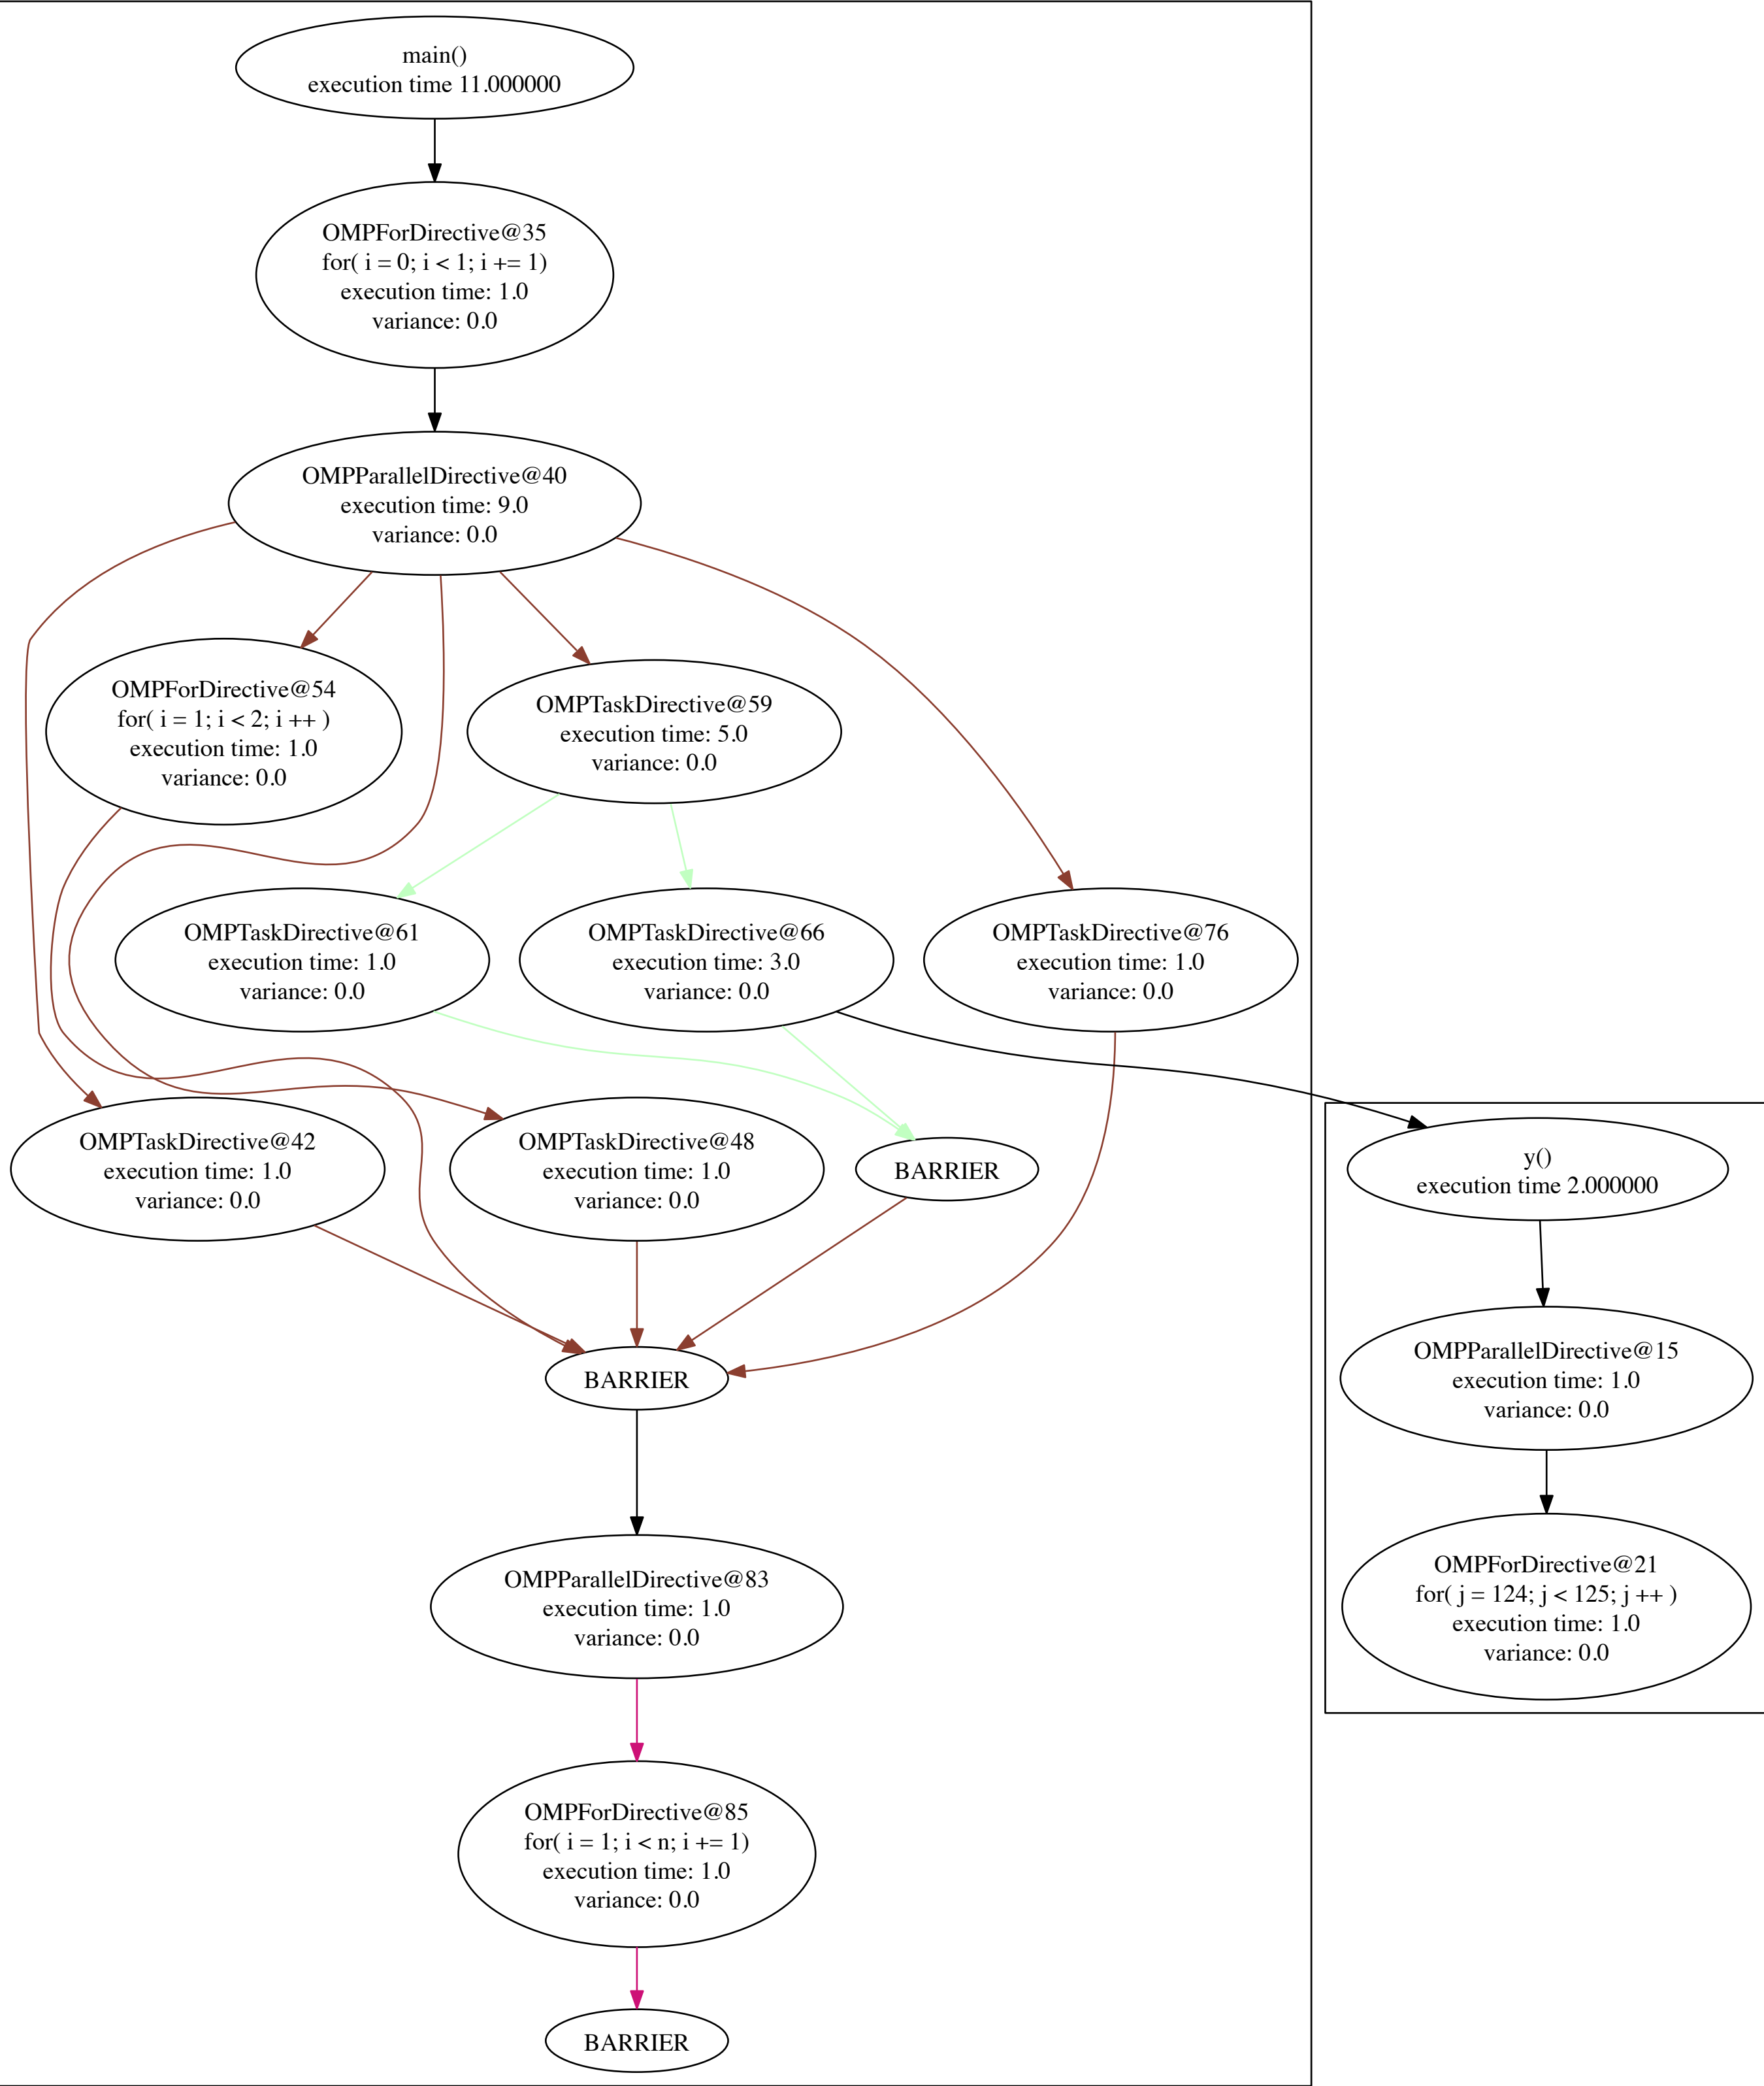 main()
execution time 11.000000
OMPForDirective@35
for( i = 0; i < 1; i += 1)
execution time: 1.0
variance: 0.0
OMPParallelDirective@40
execution time: 9.0
variance: 0.0
OMPForDirective@54
for( i = 1; i < 2; i ++ )
execution time: 1.0
variance: 0.0
OMPTaskDirective@59
execution time: 5.0
variance: 0.0
OMPTaskDirective@61
execution time: 1.0
variance: 0.0
OMPTaskDirective@66
execution time: 3.0
variance: 0.0
OMPTaskDirective@76
execution time: 1.0
variance: 0.0
OMPTaskDirective@42
execution time: 1.0
variance: 0.0
OMPTaskDirective@48
execution time: 1.0
variance: 0.0
BARRIER
y()
execution time 2.000000
BARRIER
OMPParallelDirective@15
execution time: 1.0
variance: 0.0
OMPParallelDirective@83
execution time: 1.0
variance: 0.0
OMPForDirective@21
for( j = 124; j < 125; j ++ )
execution time: 1.0
variance: 0.0
OMPForDirective@85
for( i = 1; i < n; i += 1)
execution time: 1.0
variance: 0.0
BARRIER